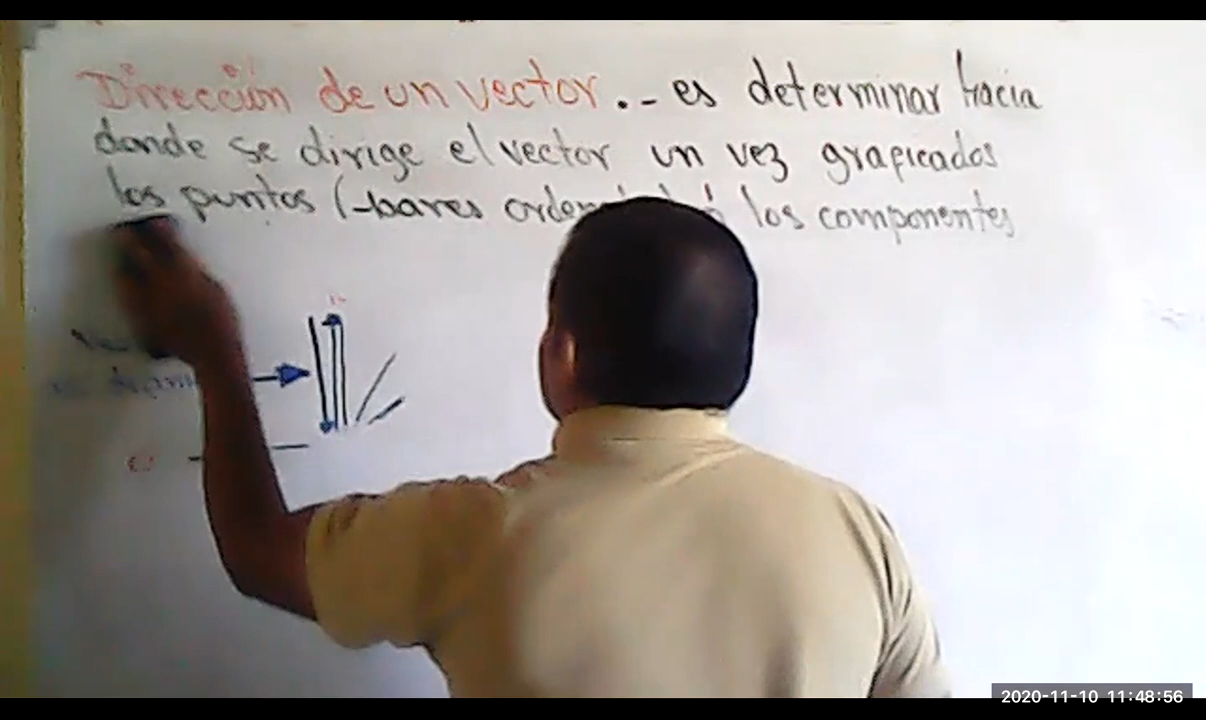 Dirección de un vector .- es determinar hacia
donde se dirige el vector un vez graficados
los puntos (-bares los componentes
2020-11-10 11:48:56